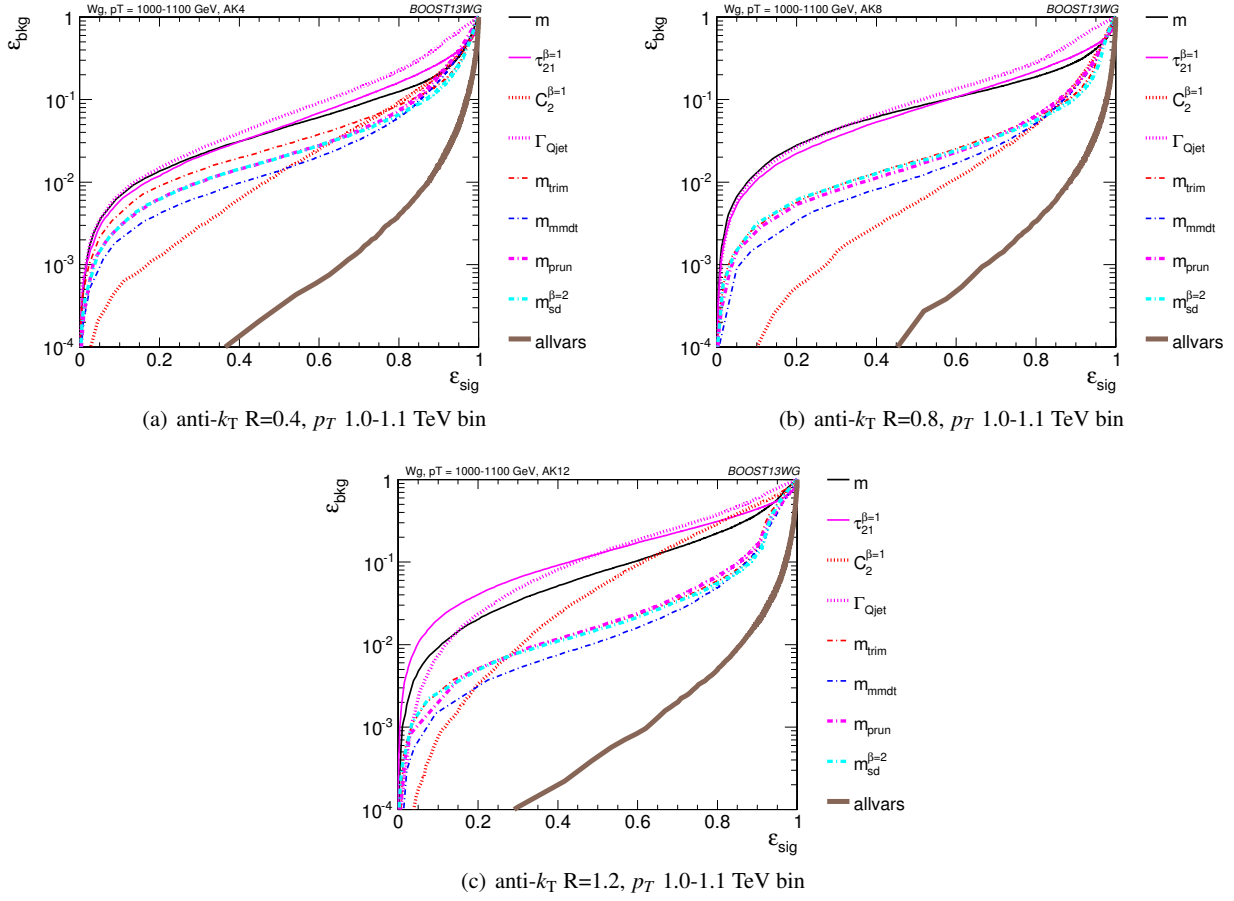 Wg, pT = 1000-1100 GeV, AK4 BOOST13WG
ε_bkg
1
10^-1
10^-2
10^-3
10^-4
0 0.2 0.4 0.6 0.8 1
ε_sig
m
τ_21^β=1
C_2^β=1
Γ_Qjet
m_trim
m_mmdt
m_prun
m_sd^β=2
allvars
(a) anti-k_T R=0.4, p_T 1.0-1.1 TeV bin
Wg, pT = 1000-1100 GeV, AK8 BOOST13WG
ε_bkg
1
10^-1
10^-2
10^-3
10^-4
0 0.2 0.4 0.6 0.8 1
ε_sig
m
τ_21^β=1
C_2^β=1
Γ_Qjet
m_trim
m_mmdt
m_prun
m_sd^β=2
allvars
(b) anti-k_T R=0.8, p_T 1.0-1.1 TeV bin
Wg, pT = 1000-1100 GeV, AK12 BOOST13WG
ε_bkg
1
10^-1
10^-2
10^-3
10^-4
0 0.2 0.4 0.6 0.8 1
ε_sig
m
τ_21^β=1
C_2^β=1
Γ_Qjet
m_trim
m_mmdt
m_prun
m_sd^β=2
allvars
(c) anti-k_T R=1.2, p_T 1.0-1.1 TeV bin